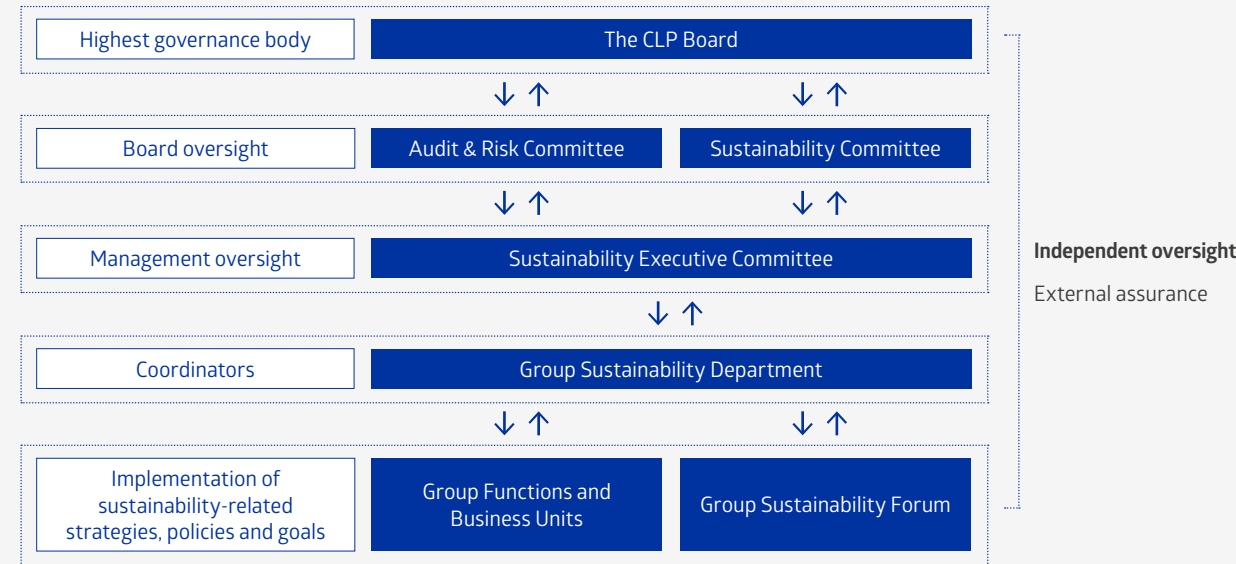 Highest governance body
The CLP Board
Board oversight
Audit & Risk Committee
Sustainability Committee
Management oversight
Sustainability Executive Committee
Independent oversight
External assurance
Coordinators
Group Sustainability Department
Implementation of
sustainability-related
strategies, policies and goals
Group Functions and
Business Units
Group Sustainability Forum